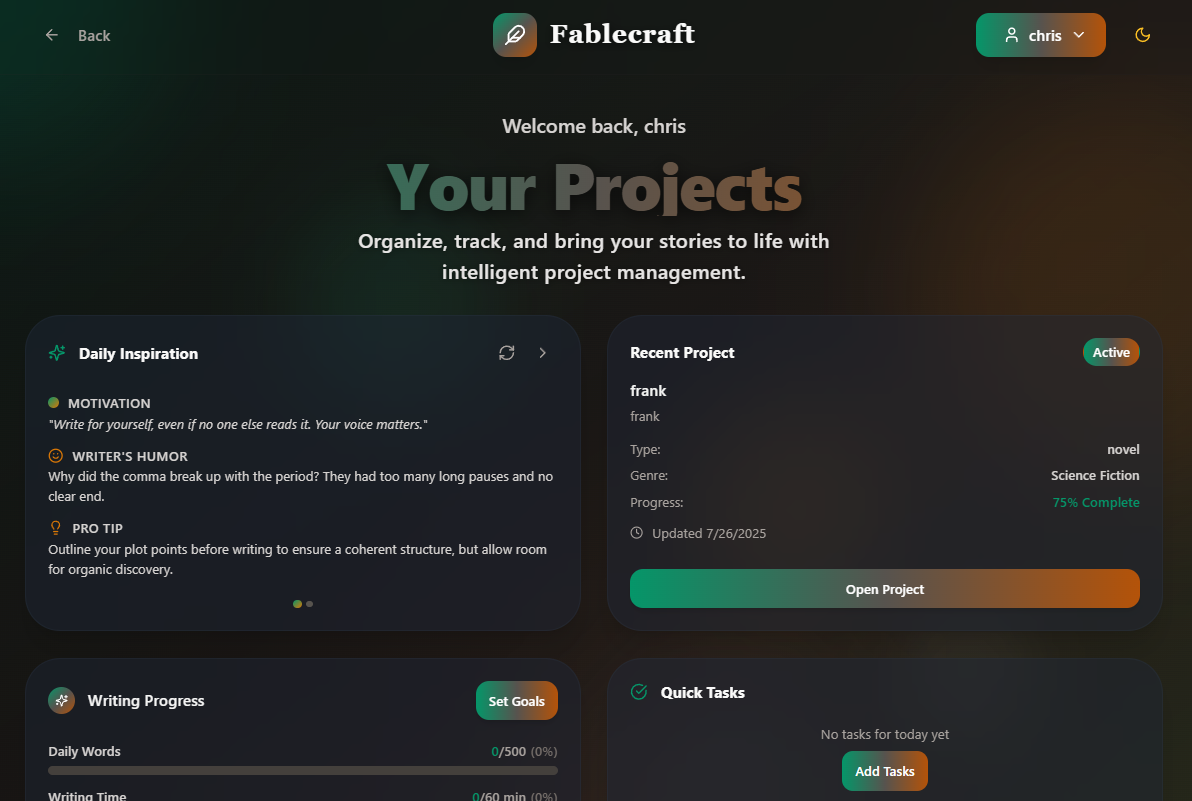 Back
Fablecraft
chris
Welcome back, chris
Your Projects
Organize, track, and bring your stories to life with
intelligent project management.
Daily Inspiration
MOTIVATION
"Write for yourself, even if no one else reads it. Your voice matters."
WRITER'S HUMOR
Why did the comma break up with the period? They had too many long pauses and no
clear end.
PRO TIP
Outline your plot points before writing to ensure a coherent structure, but allow room
for organic discovery.
Recent Project
Active
frank
frank
Type:
novel
Genre:
Science Fiction
Progress:
75% Complete
Updated 7/26/2025
Open Project
Writing Progress
Set Goals
Daily Words
0/500 (0%)
Writing Time
0/60 min (0%)
Quick Tasks
No tasks for today yet
Add Tasks